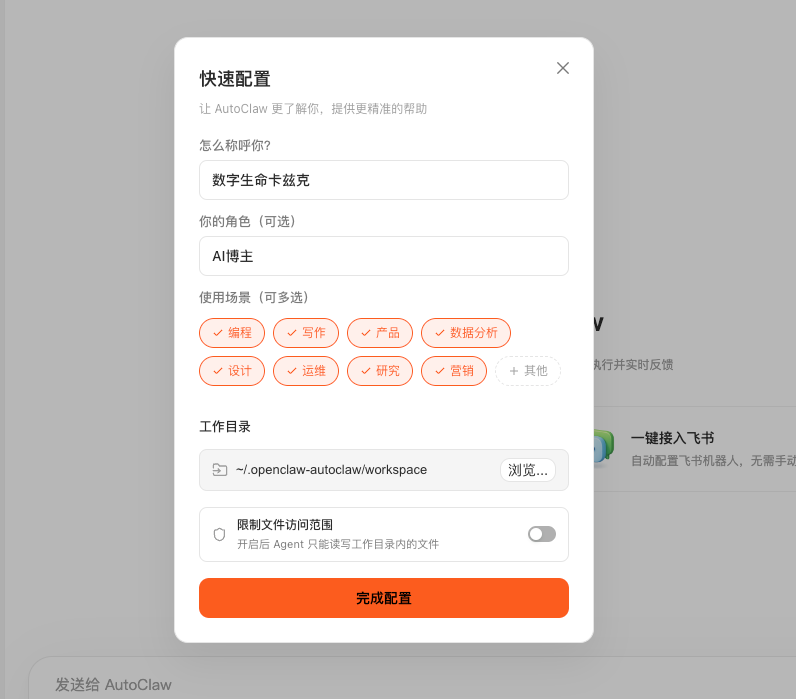 快速配置
让 AutoClaw 更了解你，提供更精准的帮助
怎么称呼你?
数字生命卡兹克
你的角色（可选）
AI博主
使用场景（可多选）
编程
写作
产品
数据分析
设计
运维
研究
营销
+ 其他
工作目录
~/.openclaw-autoclaw/workspace
浏览...
限制文件访问范围
开启后 Agent 只能读写工作目录内的文件
完成配置
执行并实时反馈
一键接入飞书
自动配置飞书机器人，无需手动
发送给 AutoClaw